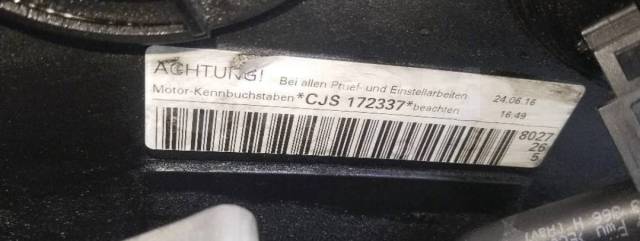 ACHTUNG! Bei allen Pruef- und Einstellarbeiten 24.06.16
Motor-Kennbuchstaben *CJS 172337* beachten 16:49
8027
26
5
366 H